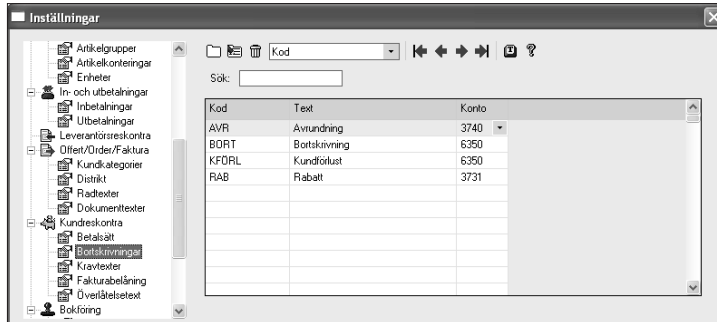 Inställningar
Artikelgrupper
Artikelkonteringar
Enheter
In- och utbetalningar
Inbetalningar
Utbetalningar
Leverantörsreskontra
Offert/Order/Faktura
Kundkategorier
Distrikt
Radtexter
Dokumenttexter
Kundreskontra
Betalsätt
Bortskrivningar
Kravtexter
Fakturabelåning
Överlåtelsetext
Bokföring
Kod
Sök:
Kod Text Konto
AVR Avrundning 3740
BORT Bortskrivning 6350
KFÖRL Kundförlust 6350
RAB Rabatt 3731